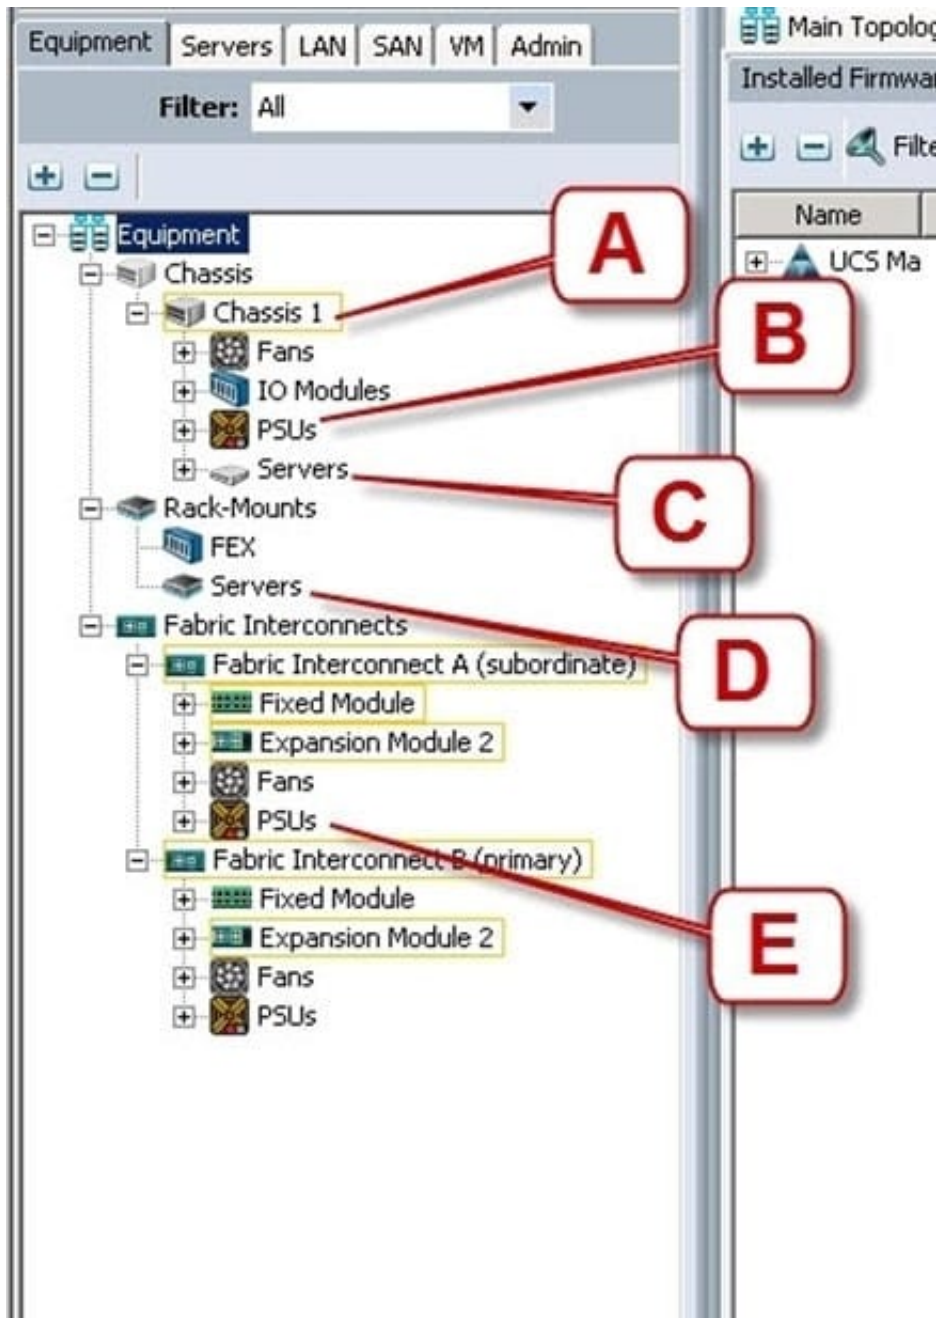 Equipment Servers LAN SAN VM Admin
Filter: All
Equipment
Chassis
Chassis 1
Fans
IO Modules
PSUs
Servers
Rack-Mounts
FEX
Servers
Fabric Interconnects
Fabric Interconnect A (subordinate)
Fixed Module
Expansion Module 2
Fans
PSUs
Fabric Interconnect B (primary)
Fixed Module
Expansion Module 2
Fans
PSUs
A
B
C
D
E
Main Topolog
Installed Firmwar
Filte
Name
UCS Ma